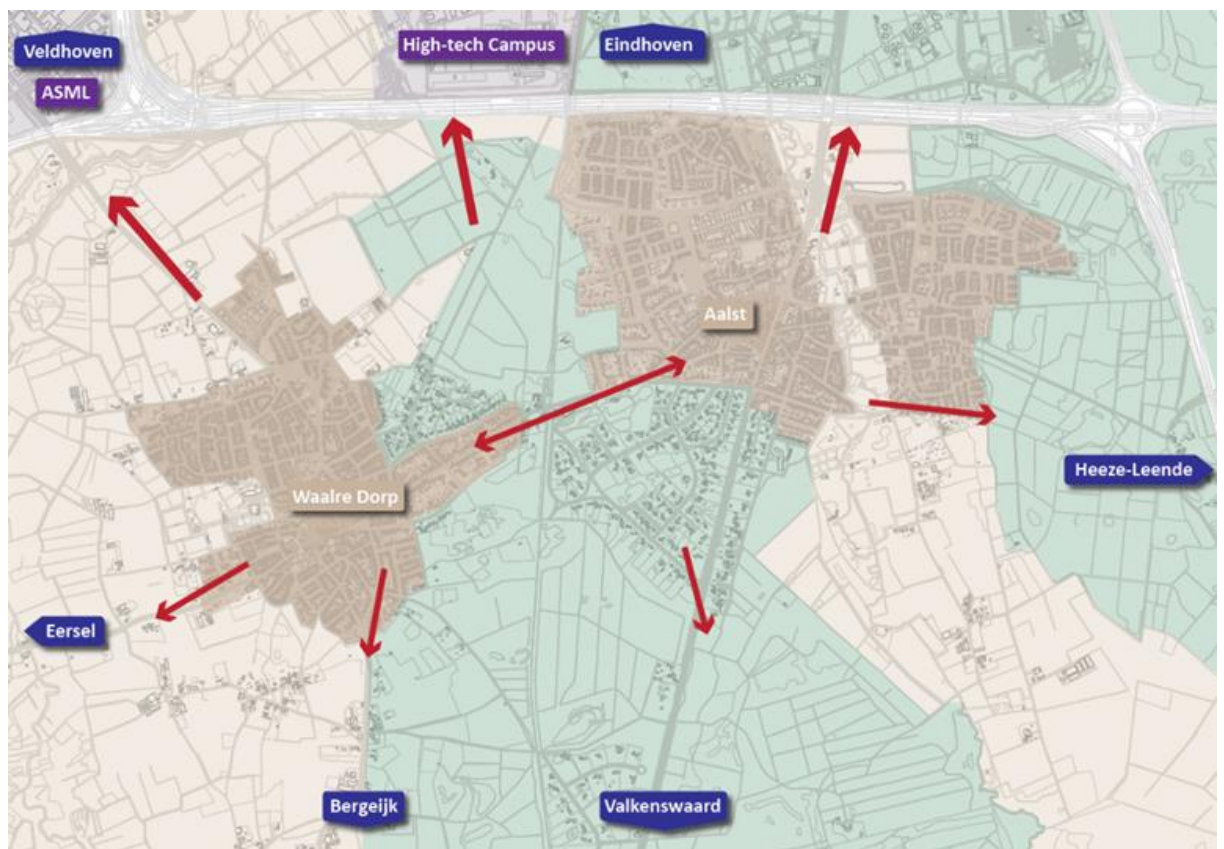 Veldhoven
ASML
High-tech Campus
Eindhoven
Aalst
Waalre Dorp
Heeze-Leende
Eersel
Bergeijk
Valkenswaard